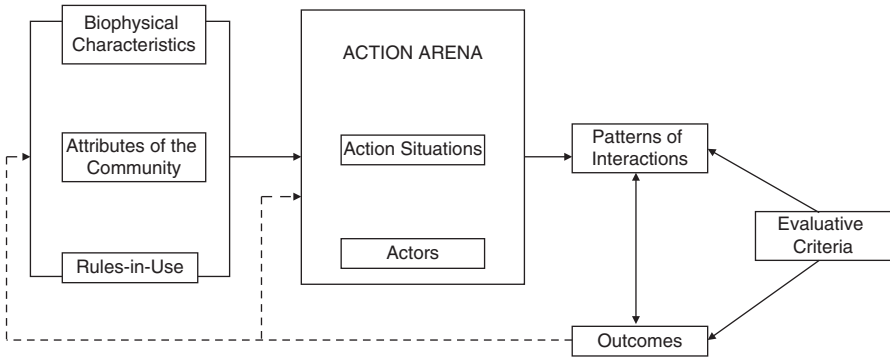 Biophysical
Characteristics
Attributes of the
Community
Rules-in-Use
ACTION ARENA
Action Situations
Actors
Patterns of
Interactions
Outcomes
Evaluative
Criteria